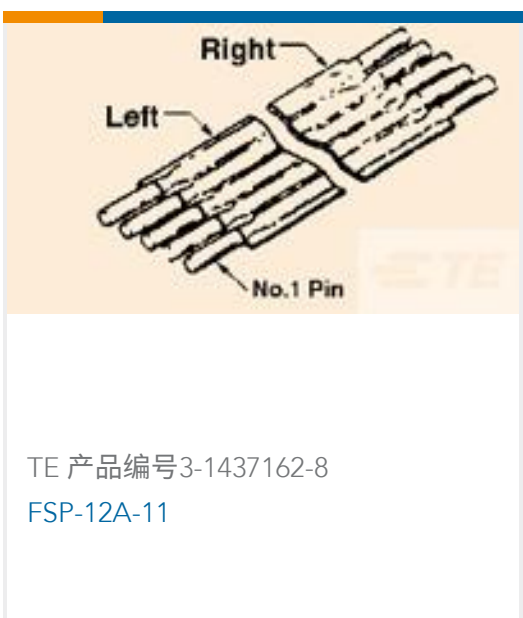 Right
Left
No.1 Pin
TE
TE 产品编号3-1437162-8
FSP-12A-11